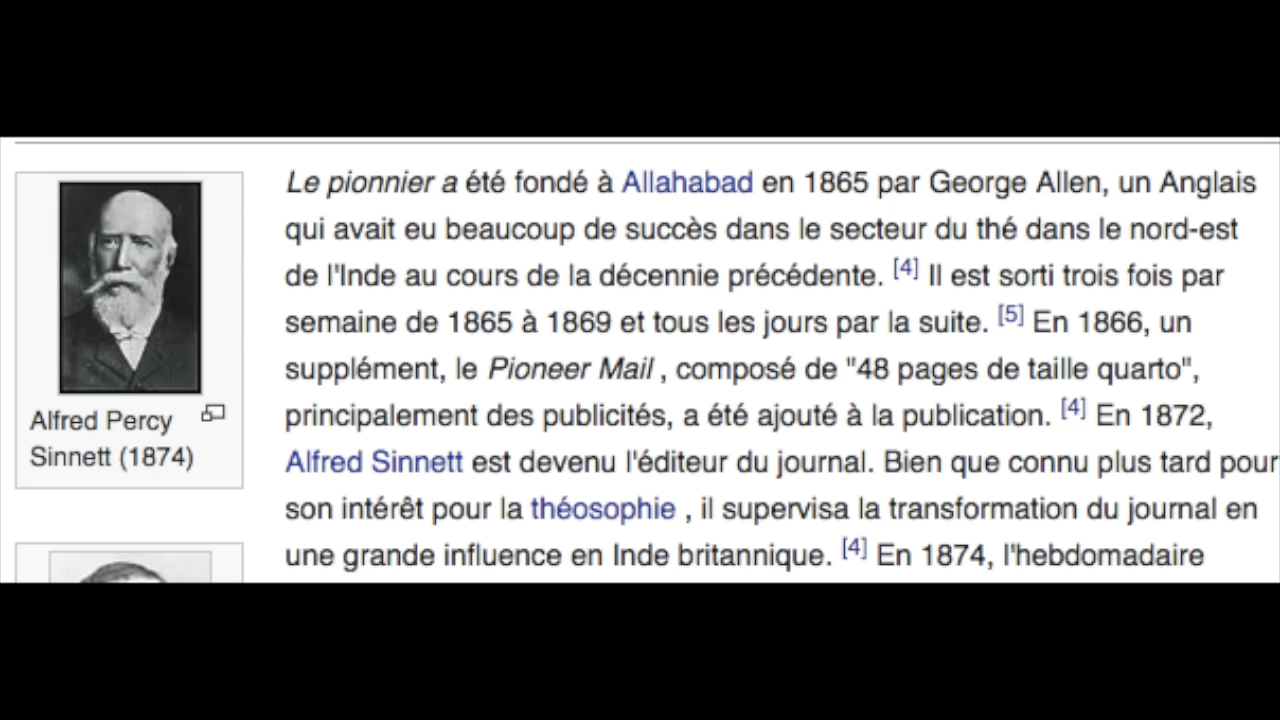 Le pionnier a été fondé à Allahabad en 1865 par George Allen, un Anglais
qui avait eu beaucoup de succès dans le secteur du thé dans le nord-est
de l'Inde au cours de la décennie précédente. [4] Il est sorti trois fois par
semaine de 1865 à 1869 et tous les jours par la suite. [5] En 1866, un
supplément, le Pioneer Mail , composé de "48 pages de taille quarto",
principalement des publicités, a été ajouté à la publication. [4] En 1872,
Alfred Sinnett est devenu l'éditeur du journal. Bien que connu plus tard pour
son intérêt pour la théosophie , il supervisa la transformation du journal en
une grande influence en Inde britannique. [4] En 1874, l'hebdomadaire
Alfred Percy
Sinnett (1874)